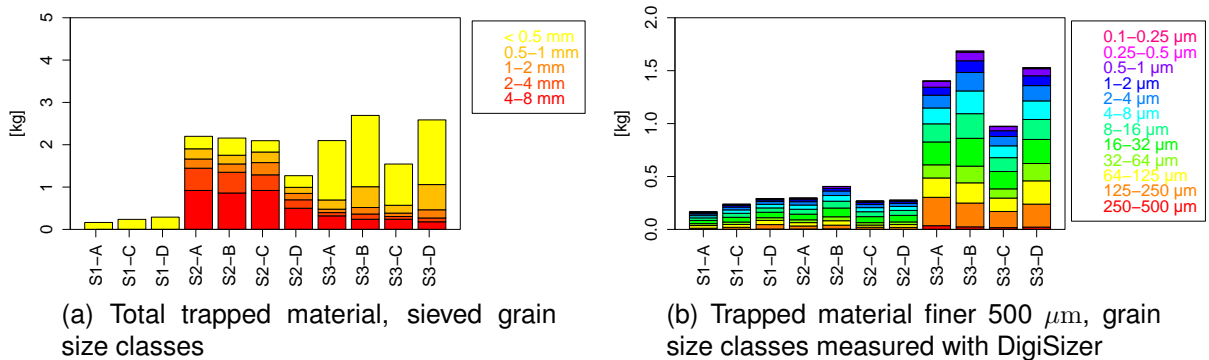 5
4
3
2
1
0
[kg]
S1−A
S1−C
S1−D
S2−A
S2−B
S2−C
S2−D
S3−A
S3−B
S3−C
S3−D
< 0.5 mm
0.5−1 mm
1−2 mm
2−4 mm
4−8 mm
(a) Total trapped material, sieved grain
size classes
2.0
1.5
1.0
0.5
0.0
[kg]
S1−A
S1−C
S1−D
S2−A
S2−B
S2−C
S2−D
S3−A
S3−B
S3−C
S3−D
0.1−0.25 µm
0.25−0.5 µm
0.5−1 µm
1−2 µm
2−4 µm
4−8 µm
8−16 µm
16−32 µm
32−64 µm
64−125 µm
125−250 µm
250−500 µm
(b) Trapped material finer 500 µm, grain
size classes measured with DigiSizer